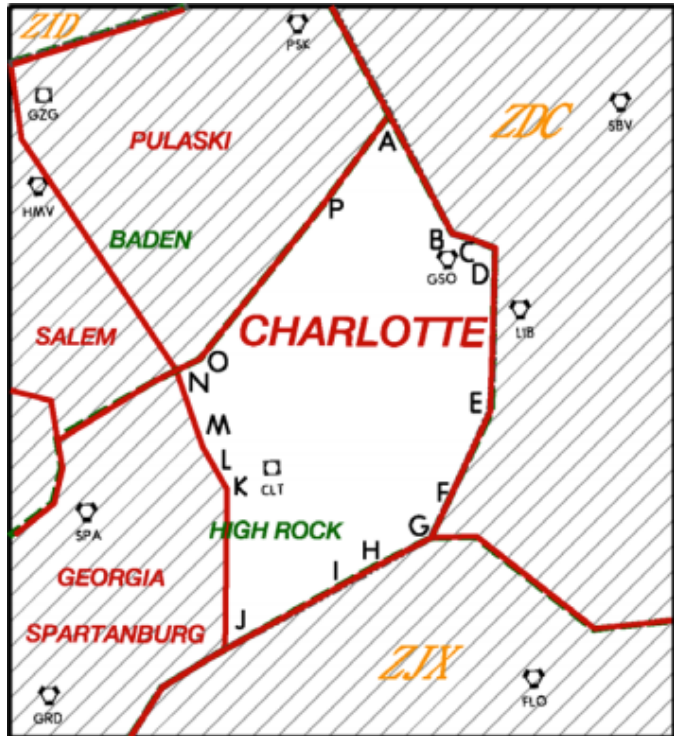 ZID
PSK
GZG
ZDC
SBV
PULASKI
A
HMV
P
BADEN
B
C
GSO
D
LIB
SALEM
CHARLOTTE
O
N
E
M
L
K
CLT
F
SPA
HIGH ROCK
G
H
I
GEORGIA
J
SPARTANBURG
ZJX
GRD
FLO